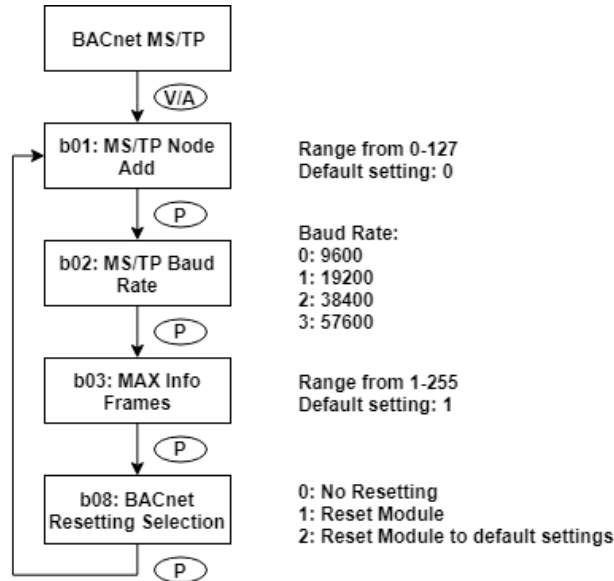 BACnet MS/TP
V/A
b01: MS/TP Node
Add
Range from 0-127
Default setting: 0
P
b02: MS/TP Baud
Rate
Baud Rate:
0: 9600
1: 19200
2: 38400
3: 57600
P
b03: MAX Info
Frames
Range from 1-255
Default setting: 1
P
b08: BACnet
Resetting Selection
0: No Resetting
1: Reset Module
2: Reset Module to default settings
P